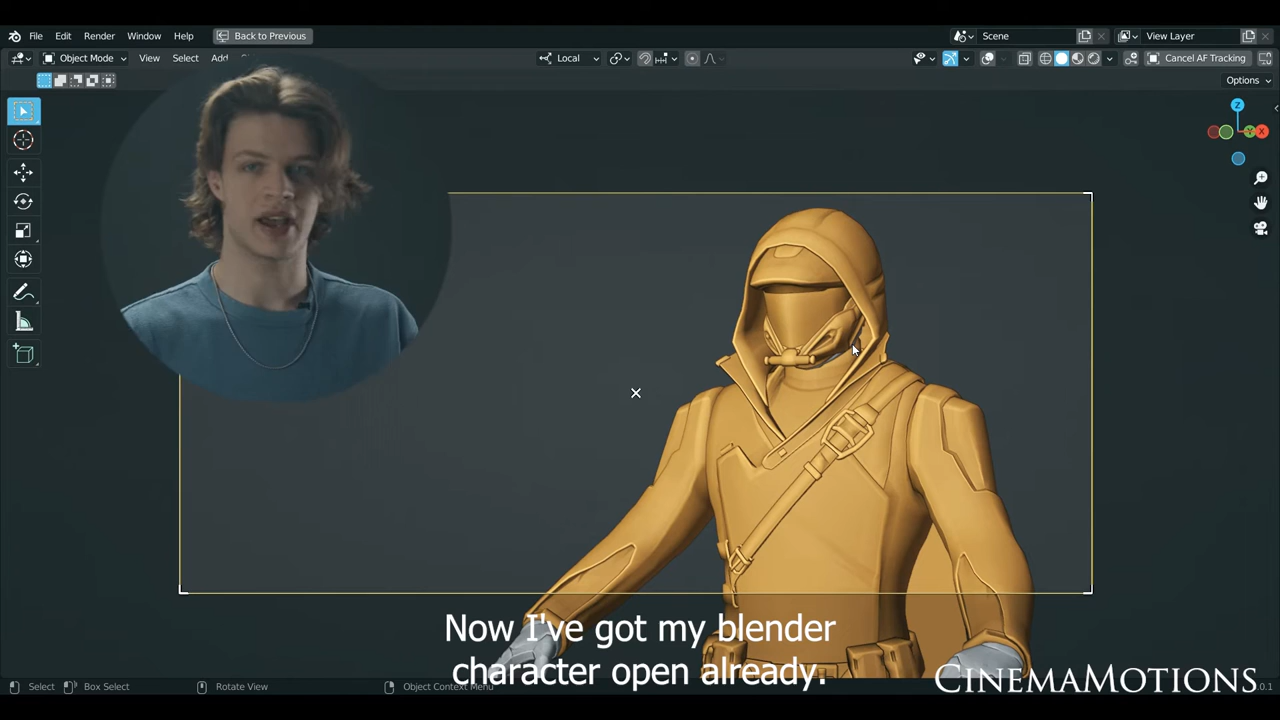 File Edit Render Window Help Back to Previous Scene View Layer
Object Mode View Select Add Local Cancel AF Tracking
Options
Z
Y X
Now I've got my blender
character open already.
CINEMAMOTIONS
Select Box Select Rotate View Object Context Menu